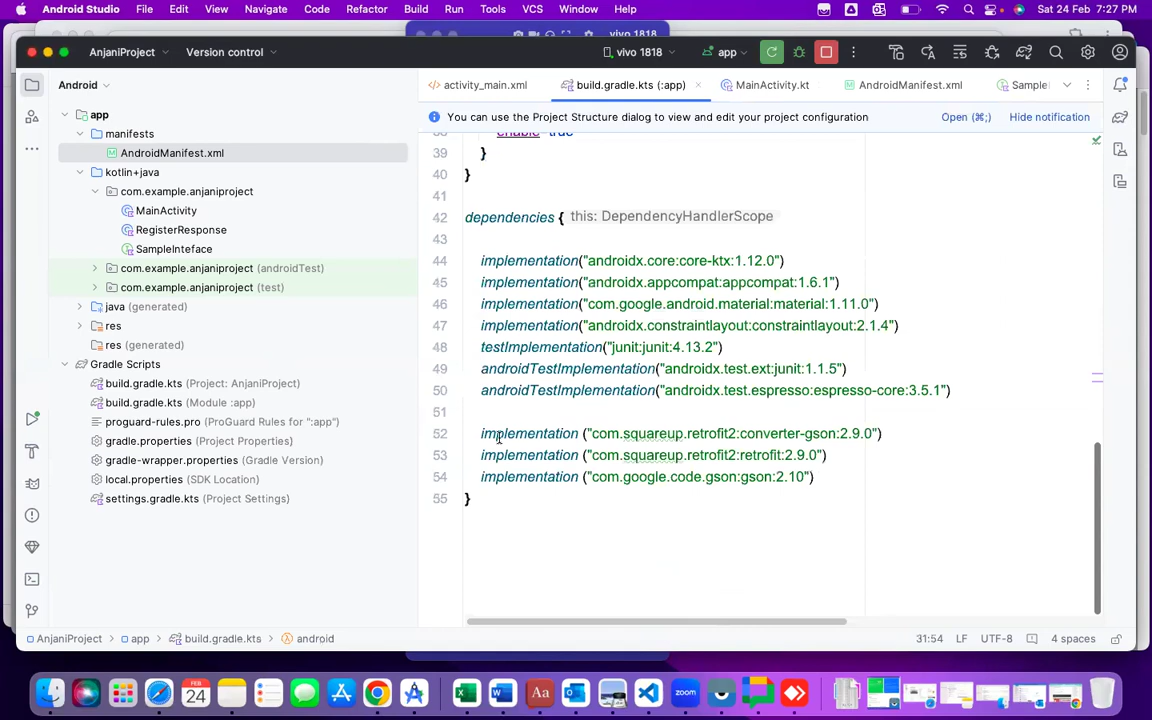 Android Studio File Edit View Navigate Code Refactor Build Run Tools VCS Window Help Sat 24 Feb 7:27 PM
vivo 1818
AnjaniProject Version control vivo 1818 app
Android
activity_main.xml build.gradle.kts (:app) MainActivity.kt AndroidManifest.xml Sample
You can use the Project Structure dialog to view and edit your project configuration Open (⌘;) Hide notification
app
manifests
AndroidManifest.xml
kotlin+java
com.example.anjaniproject
MainActivity
RegisterResponse
SampleInteface
com.example.anjaniproject (androidTest)
com.example.anjaniproject (test)
java (generated)
res
res (generated)
Gradle Scripts
build.gradle.kts (Project: AnjaniProject)
build.gradle.kts (Module :app)
proguard-rules.pro (ProGuard Rules for ":app")
gradle.properties (Project Properties)
gradle-wrapper.properties (Gradle Version)
local.properties (SDK Location)
settings.gradle.kts (Project Settings)
38 enable true
39 }
40 }
41
42 dependencies { this: DependencyHandlerScope
43
44 implementation("androidx.core:core-ktx:1.12.0")
45 implementation("androidx.appcompat:appcompat:1.6.1")
46 implementation("com.google.android.material:material:1.11.0")
47 implementation("androidx.constraintlayout:constraintlayout:2.1.4")
48 testImplementation("junit:junit:4.13.2")
49 androidTestImplementation("androidx.test.ext:junit:1.1.5")
50 androidTestImplementation("androidx.test.espresso:espresso-core:3.5.1")
51
52 implementation ("com.squareup.retrofit2:converter-gson:2.9.0")
53 implementation ("com.squareup.retrofit2:retrofit:2.9.0")
54 implementation ("com.google.code.gson:gson:2.10")
55 }
AnjaniProject app build.gradle.kts android 31:54 LF UTF-8 4 spaces
FEB
24
Aa
zoom